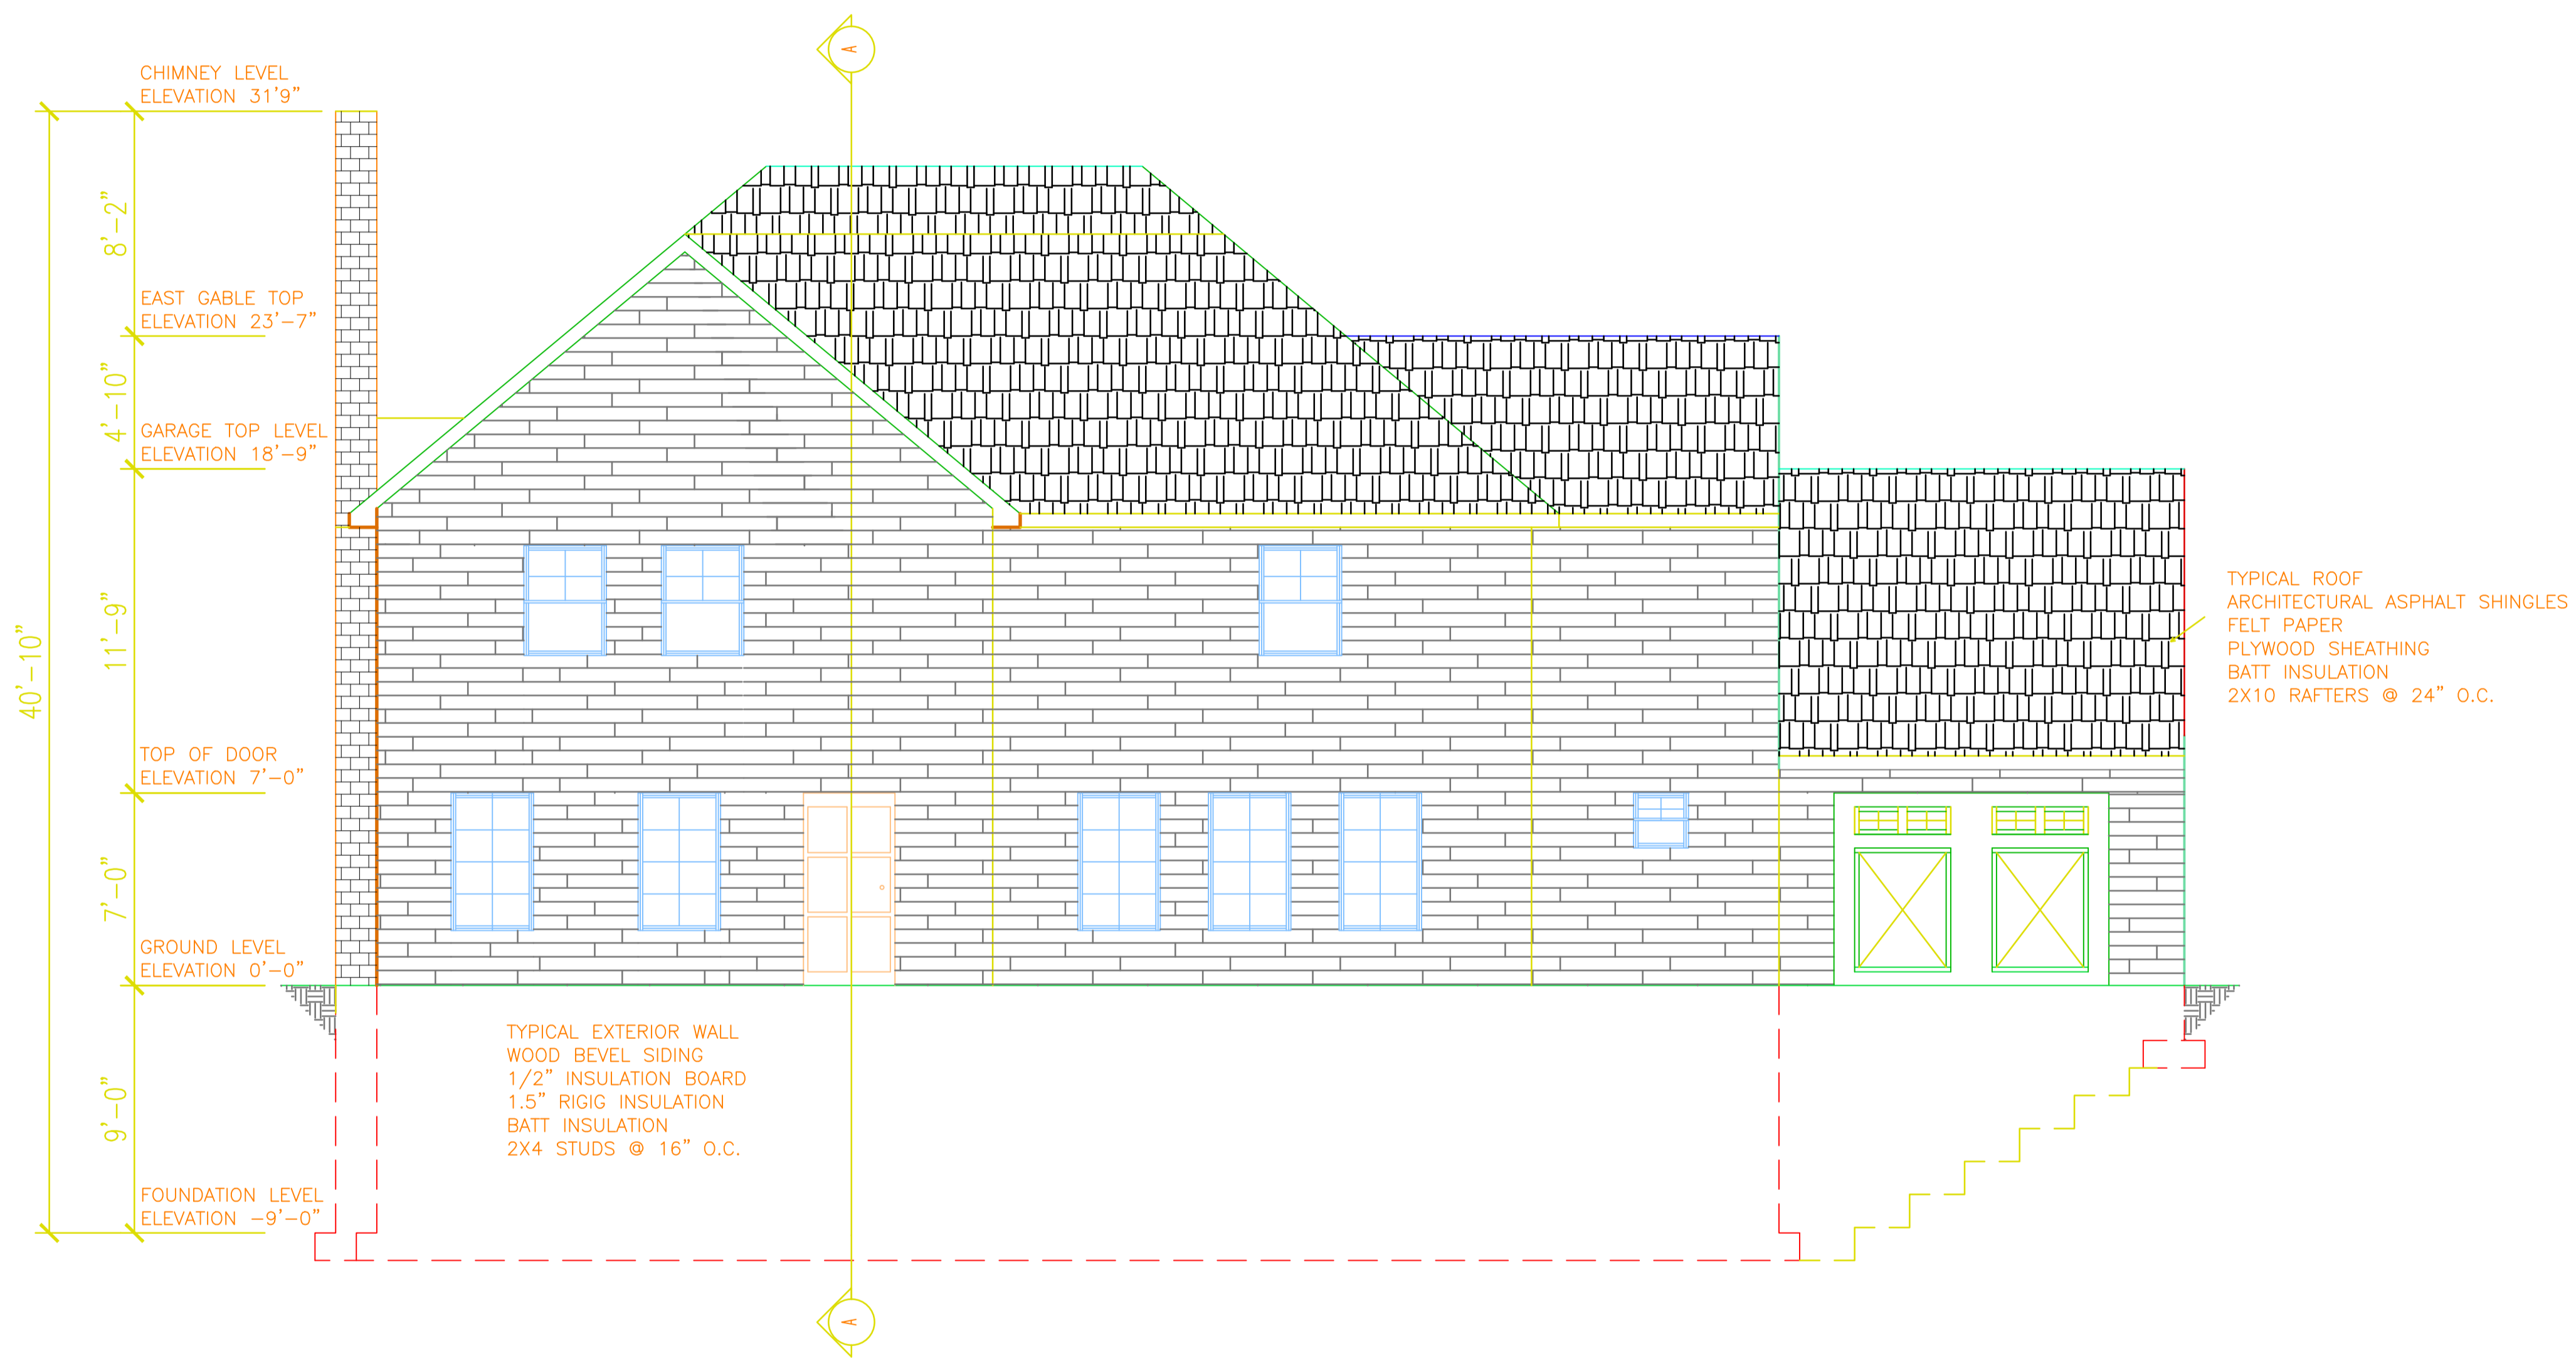 A
CHIMNEY LEVEL
ELEVATION 31'9"
8'-2"
EAST GABLE TOP
ELEVATION 23'-7"
4'-10"
GARAGE TOP LEVEL
ELEVATION 18'-9"
11'-9"
40'-10"
TYPICAL ROOF
ARCHITECTURAL ASPHALT SHINGLES
FELT PAPER
PLYWOOD SHEATHING
BATT INSULATION
2X10 RAFTERS @ 24" O.C.
TOP OF DOOR
ELEVATION 7'-0"
7'-0"
GROUND LEVEL
ELEVATION 0'-0"
TYPICAL EXTERIOR WALL
WOOD BEVEL SIDING
1/2" INSULATION BOARD
1.5" RIGIG INSULATION
BATT INSULATION
2X4 STUDS @ 16" O.C.
9'-0"
FOUNDATION LEVEL
ELEVATION -9'-0"
A